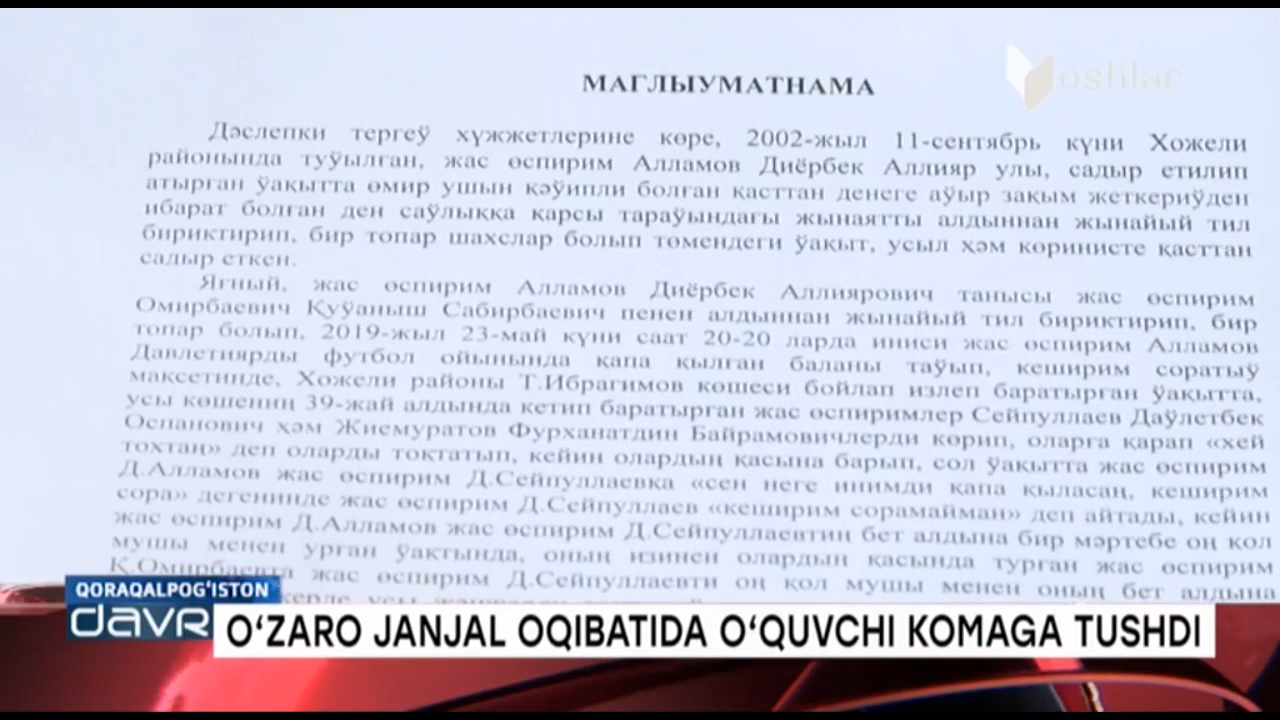 oshlar
МАГЛЫУМАТНАМА
Дәслепки тергеў хүжжетлерине көре, 2002-жыл 11-сентябрь күни Хожели
районында туўылған, жас өспирим Алламов Диёрбек Аллияр улы, садыр етилип
атырған ўақытта өмир ушын қәўипли болған қасттан денеге аўыр зақым жеткериўден
ибарат болған ден саўлыққа қарсы тараўындағы жынаятты алдыннан жынайый тил
бириктирип, бир топар шахслар болып төмендеги ўақыт, усыл ҳәм көринисте қасттан
садыр еткен.
Ягный, жас өспирим Алламов Диёрбек Аллиярович танысы жас өспирим
Омирбаевич Қуўаныш Сабирбаевич пенен алдыннан жынайый тил бириктирип, бир
топар болып, 2019-жыл 23-май күни саат 20-20 ларда иниси жас өспирим Алламов
Давлетиярды футбол ойынында қапа қылған баланы таўып, кеширим соратыў
мақсетинде, Хожели районы Т.Ибрагимов көшеси бойлап излеп баратырған ўақытта,
усы көшениң 39-жай алдында кетип баратырған жас өспиримлер Сейпуллаев Даўлетбек
Оспанович ҳәм Жиемуратов Фурханатдин Байрамовичлерди көрип, оларға қарап «хей
тохтаң» деп оларды тоқтатып, кейин олардың қасына барып, сол ўақытта жас өспирим
Д.Алламов жас өспирим Д.Сейпуллаевқа «сен неге инимди қапа қыласаң, кеширим
сора» дегенинде жас өспирим Д.Сейпуллаев «кеширим сорамайман» деп айтады, кейин
жас өспирим Д.Алламов жас өспирим Д.Сейпуллаевтиң бет алдына бир мәртебе оң қол
мушы менен урған ўақтында, оның изинен олардың қасында турған жас өспирим
Қ.Омирбаевта жас өспирим Д.Сейпуллаевти оң қол мушы менен оның бет алдына
QORAQALPOGʻISTON
davr
OʻZARO JANJAL OQIBATIDA OʻQUVCHI KOMAGA TUSHDI